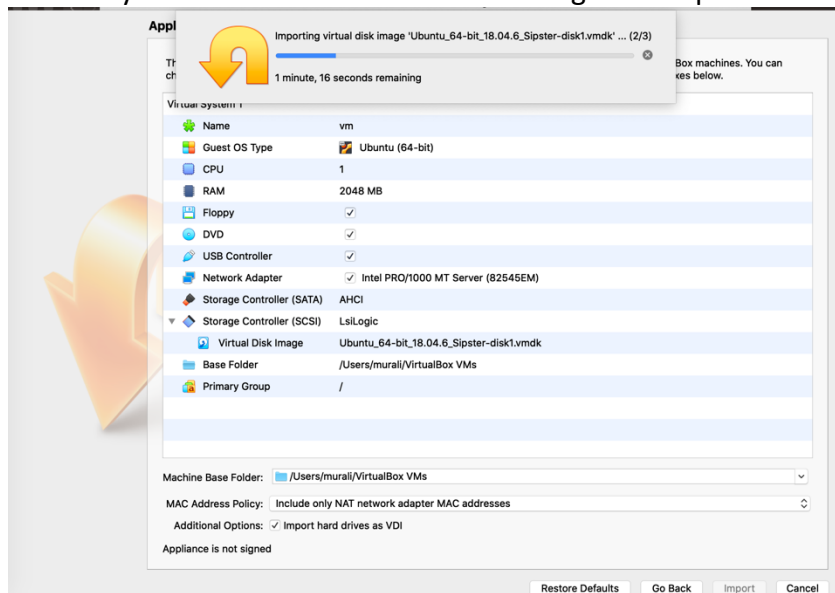 Appl
Importing virtual disk image 'Ubuntu_64-bit_18.04.6_Sipster-disk1.vmdk' ... (2/3)
1 minute, 16 seconds remaining
Th
Box machines. You can
ch
xes below.
Virtual System 1
Name vm
Guest OS Type Ubuntu (64-bit)
CPU 1
RAM 2048 MB
Floppy
DVD
USB Controller
Network Adapter Intel PRO/1000 MT Server (82545EM)
Storage Controller (SATA) AHCI
Storage Controller (SCSI) LsiLogic
Virtual Disk Image Ubuntu_64-bit_18.04.6_Sipster-disk1.vmdk
Base Folder /Users/murali/VirtualBox VMs
Primary Group /
Machine Base Folder: /Users/murali/VirtualBox VMs
MAC Address Policy: Include only NAT network adapter MAC addresses
Additional Options: Import hard drives as VDI
Appliance is not signed
Restore Defaults Go Back Import Cancel